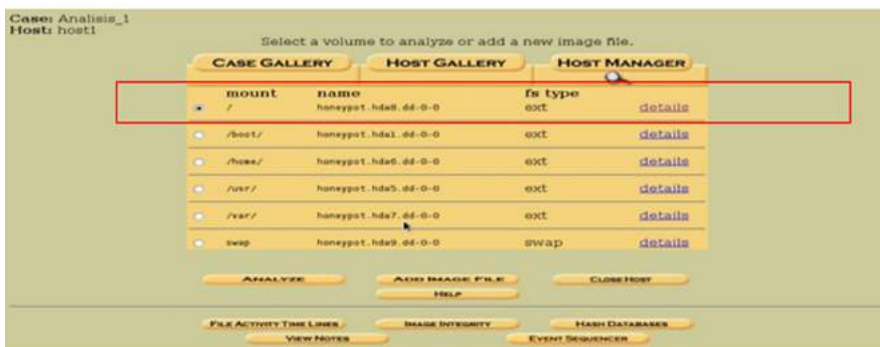 Case: Analisis_1
Host: host1
Select a volume to analyze or add a new image file.
CASE GALLERY HOST GALLERY HOST MANAGER
mount name fs type
/ honeypot.hda8.dd-0-0 ext details
/boot/ honeypot.hda1.dd-0-0 ext details
/home/ honeypot.hda6.dd-0-0 ext details
/usr/ honeypot.hda5.dd-0-0 ext details
/var/ honeypot.hda7.dd-0-0 ext details
swap honeypot.hda9.dd-0-0 swap details
ANALYZE ADD IMAGE FILE CLOSE HOST
HELP
FILE ACTIVITY TIME LINES IMAGE INTEGRITY HASH DATABASES
VIEW NOTES EVENT SEQUENCER